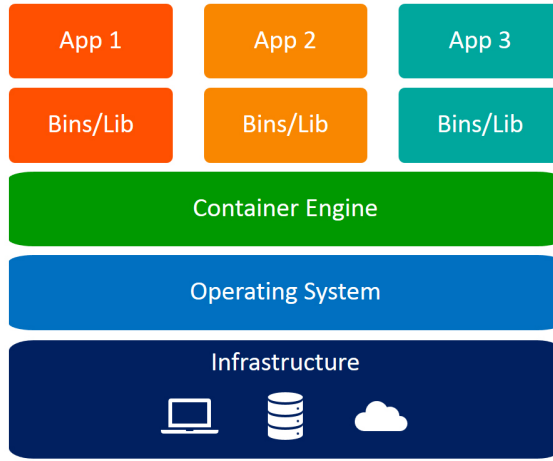 App 1
App 2
App 3
Bins/Lib
Bins/Lib
Bins/Lib
Container Engine
Operating System
Infrastructure